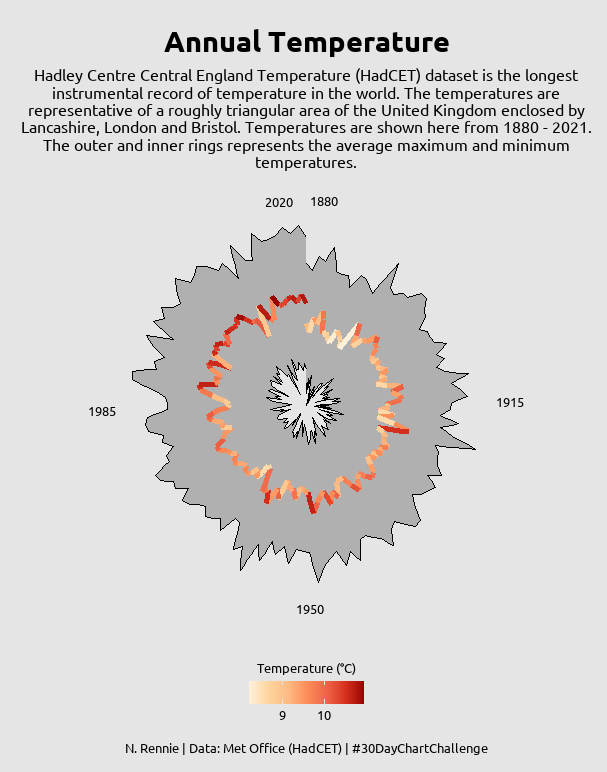 Annual Temperature
Hadley Centre Central England Temperature (HadCET) dataset is the longest
instrumental record of temperature in the world. The temperatures are
representative of a roughly triangular area of the United Kingdom enclosed by
Lancashire, London and Bristol. Temperatures are shown here from 1880 - 2021.
The outer and inner rings represents the average maximum and minimum
temperatures.
2020 1880
1915
1985
1950
Temperature (°C)
9 10
N. Rennie | Data: Met Office (HadCET) | #30DayChartChallenge